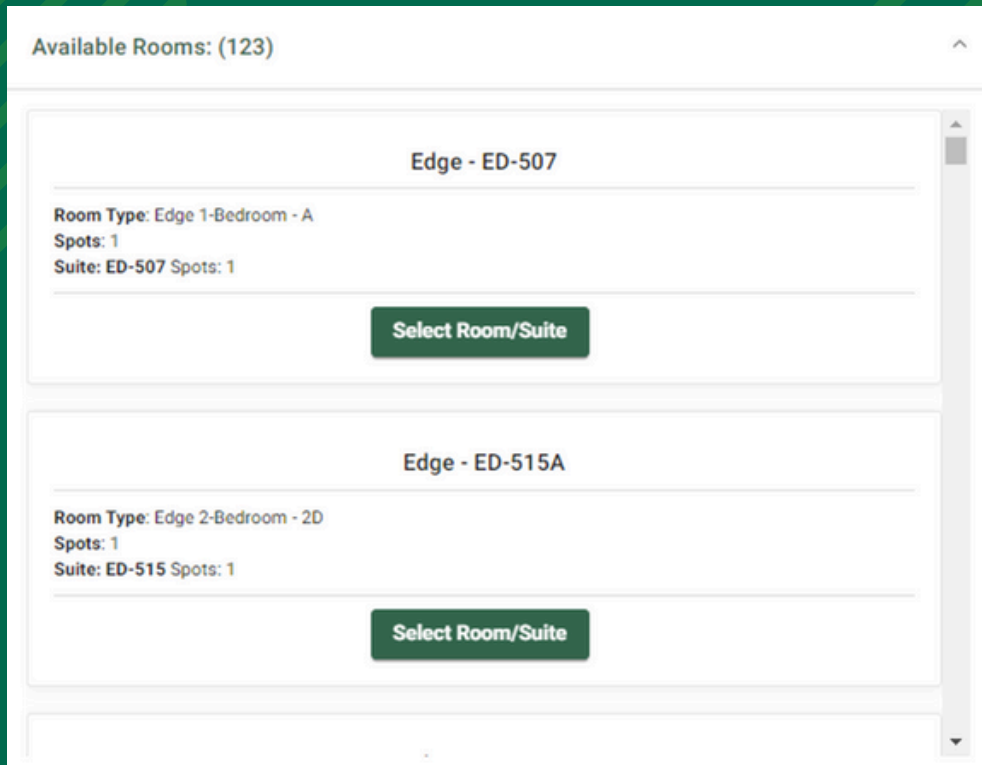 Available Rooms: (123)
Edge - ED-507
Room Type: Edge 1-Bedroom - A
Spots: 1
Suite: ED-507 Spots: 1
Select Room/Suite
Edge - ED-515A
Room Type: Edge 2-Bedroom - 2D
Spots: 1
Suite: ED-515 Spots: 1
Select Room/Suite